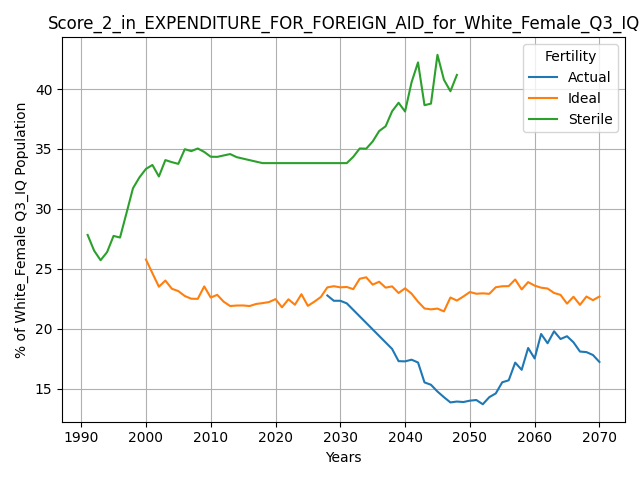 Score_2_in_EXPENDITURE_FOR_FOREIGN_AID_for_White_Female_Q3_IQ
Fertility
Actual
Ideal
Sterile
% of White_Female Q3_IQ Population
40
35
30
25
20
15
1990 2000 2010 2020 2030 2040 2050 2060 2070
Years